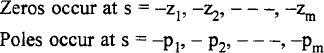 Zeros occur at s = –z₁, –z₂, – – –, –zₘ
Poles occur at s = –p₁, – p₂, – – –, –pₘ